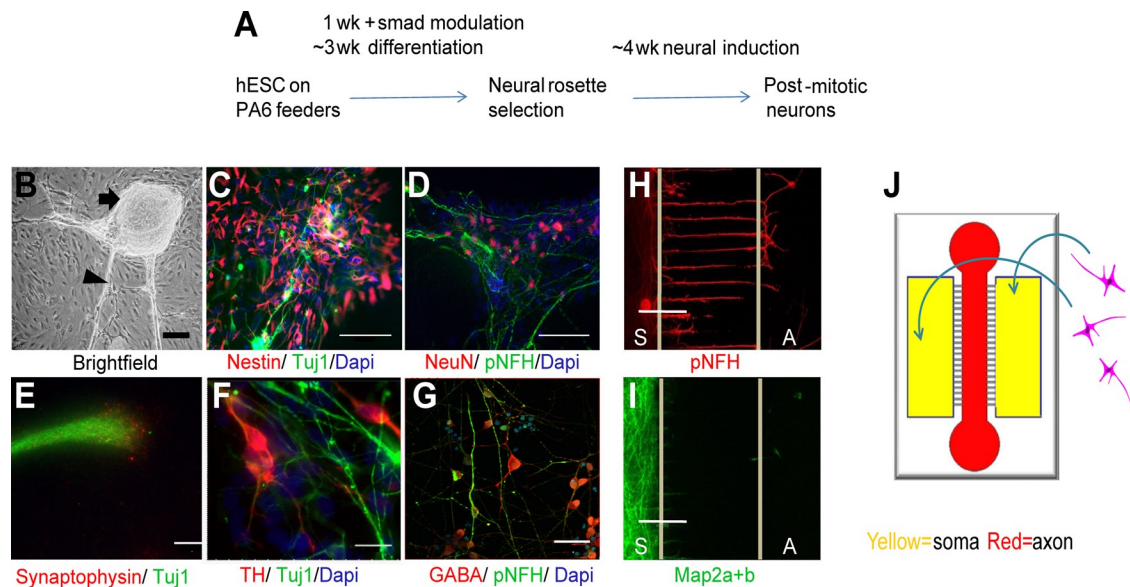 A
1 wk + smad modulation
~3 wk differentiation
~4 wk neural induction
hESC on
PA6 feeders
Neural rosette
selection
Post-mitotic
neurons
B
C
D
H
J
S
A
Brightfield
Nestin/ Tuj1/Dapi
NeuN/ pNFH/Dapi
pNFH
E
F
G
I
S
A
Synaptophysin/ Tuj1
TH/ Tuj1/Dapi
GABA/ pNFH/ Dapi
Map2a+b
Yellow=soma Red=axon